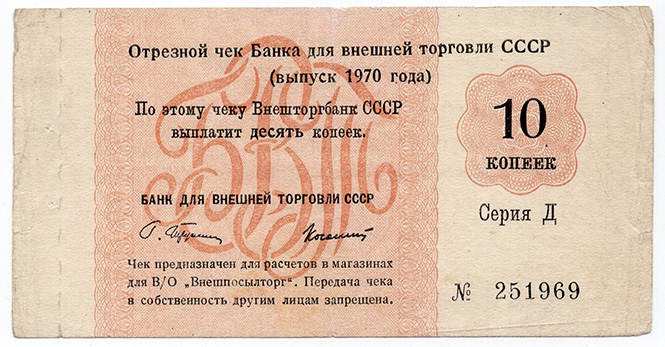 Отрезной чек Банка для внешней торговли СССР
(выпуск 1970 года)
По этому чеку Внешторгбанк СССР
выплатит десять копеек.
10
КОПЕЕК
БАНК ДЛЯ ВНЕШНЕЙ ТОРГОВЛИ СССР
Серия Д
Чек предназначен для расчетов в магазинах
для В/О „Внешпосылторг". Передача чека
в собственность другим лицам запрещена.
№ 251969